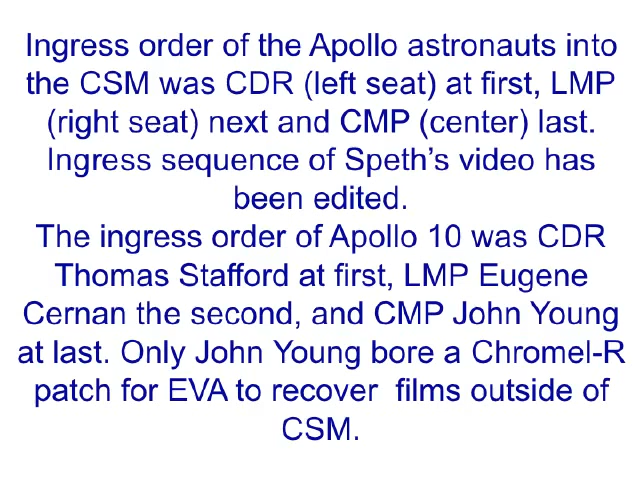 Ingress order of the Apollo astronauts into
the CSM was CDR (left seat) at first, LMP
(right seat) next and CMP (center) last.
Ingress sequence of Speth’s video has
been edited.
The ingress order of Apollo 10 was CDR
Thomas Stafford at first, LMP Eugene
Cernan the second, and CMP John Young
at last. Only John Young bore a Chromel-R
patch for EVA to recover  films outside of
CSM.